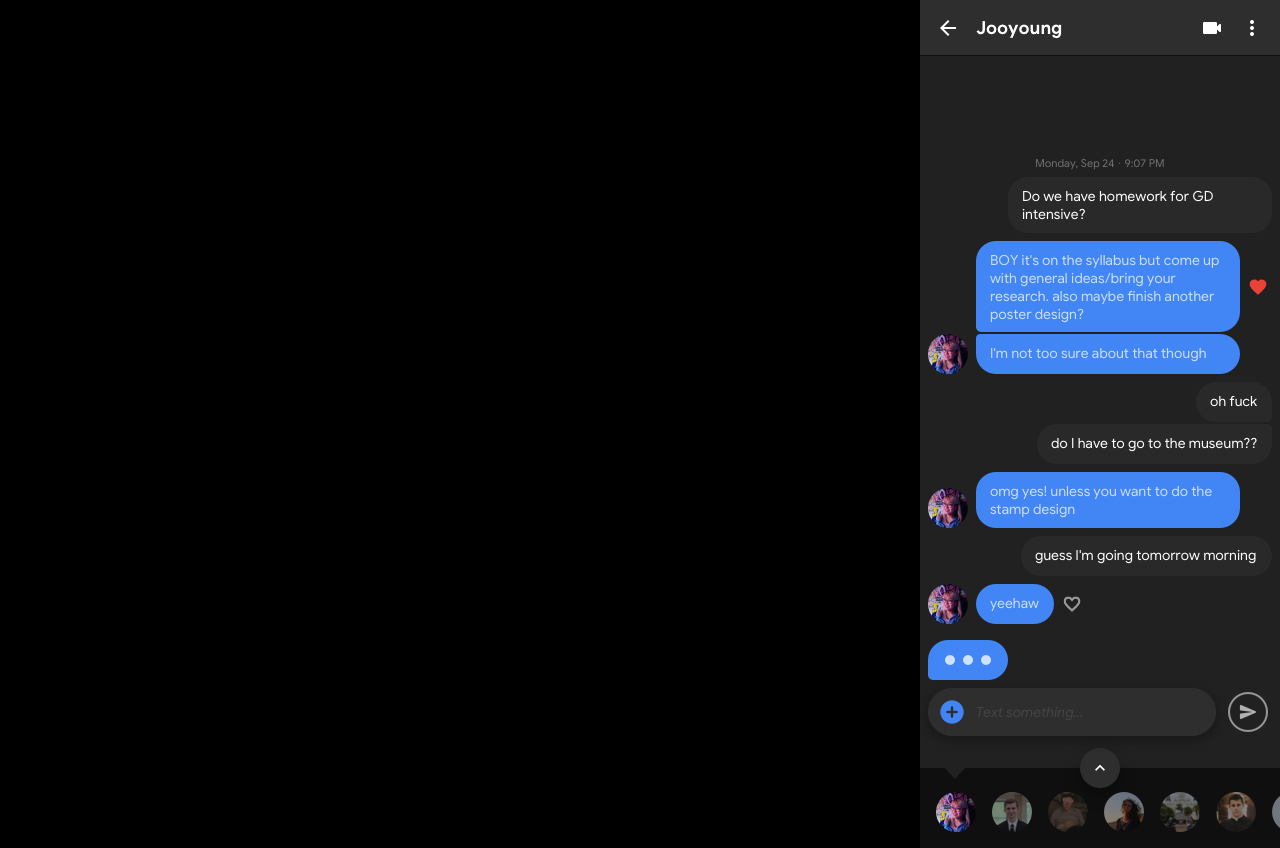 Jooyoung
Monday, Sep 24 · 9:07 PM
Do we have homework for GD
intensive?
BOY it's on the syllabus but come up
with general ideas/bring your
research. also maybe finish another
poster design?
I'm not too sure about that though
oh fuck
do I have to go to the museum??
omg yes! unless you want to do the
stamp design
guess I'm going tomorrow morning
yeehaw
Text something...